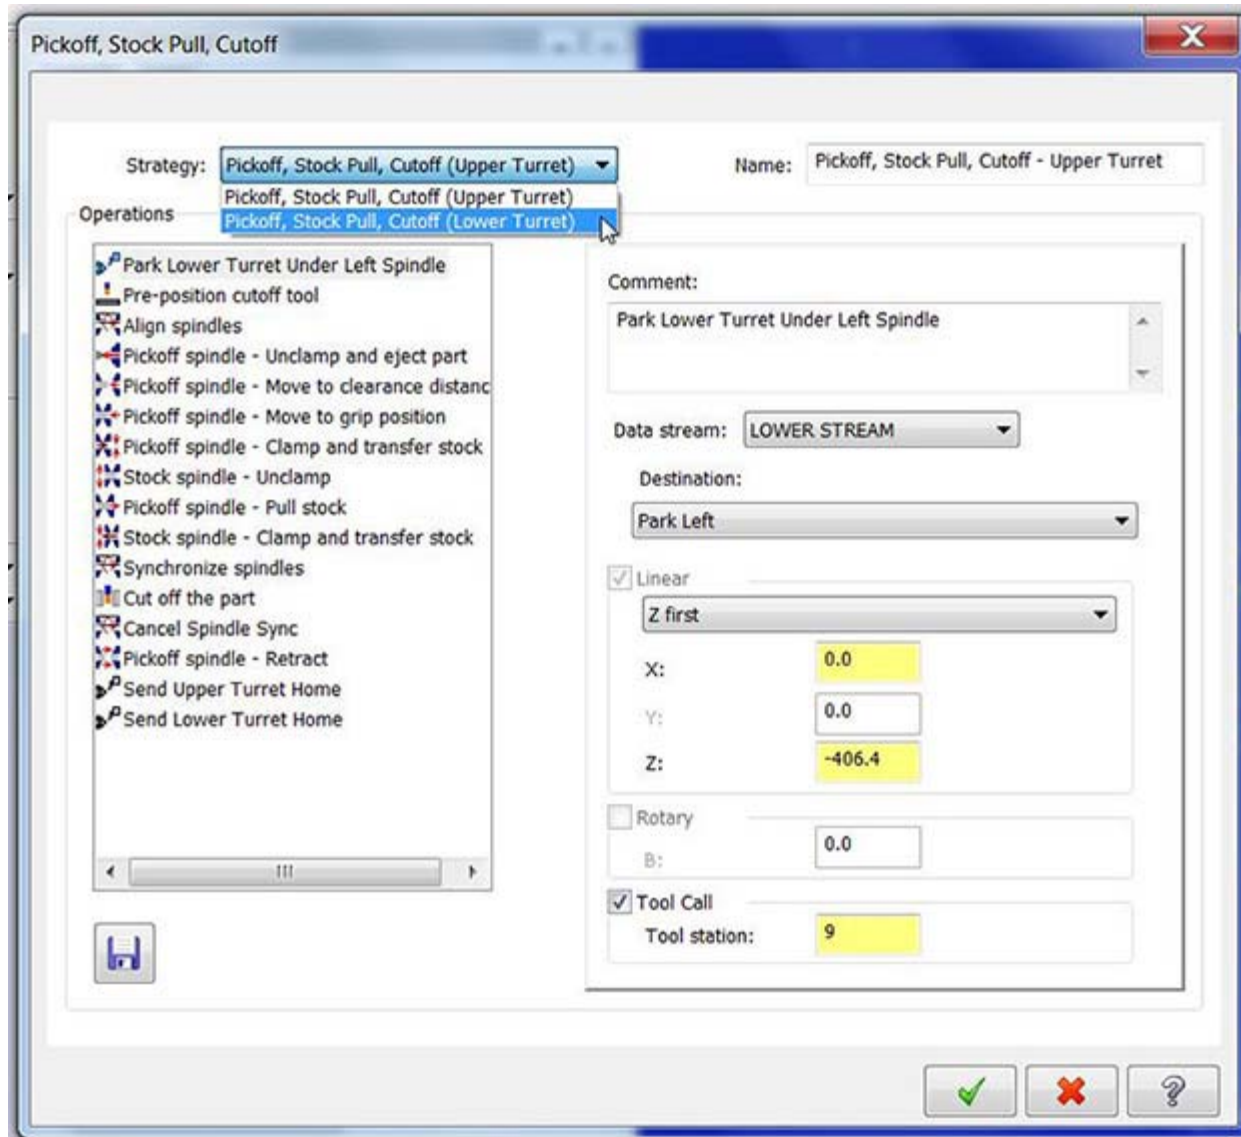 Pickoff, Stock Pull, Cutoff
Strategy: Pickoff, Stock Pull, Cutoff (Upper Turret)
Name: Pickoff, Stock Pull, Cutoff - Upper Turret
Pickoff, Stock Pull, Cutoff (Upper Turret)
Pickoff, Stock Pull, Cutoff (Lower Turret)
Operations
Park Lower Turret Under Left Spindle
Pre-position cutoff tool
Align spindles
Pickoff spindle - Unclamp and eject part
Pickoff spindle - Move to clearance distanc
Pickoff spindle - Move to grip position
Pickoff spindle - Clamp and transfer stock
Stock spindle - Unclamp
Pickoff spindle - Pull stock
Stock spindle - Clamp and transfer stock
Synchronize spindles
Cut off the part
Cancel Spindle Sync
Pickoff spindle - Retract
Send Upper Turret Home
Send Lower Turret Home
Comment:
Park Lower Turret Under Left Spindle
Data stream: LOWER STREAM
Destination:
Park Left
Linear
Z first
X: 0.0
Y: 0.0
Z: -406.4
Rotary
B: 0.0
Tool Call
Tool station: 9